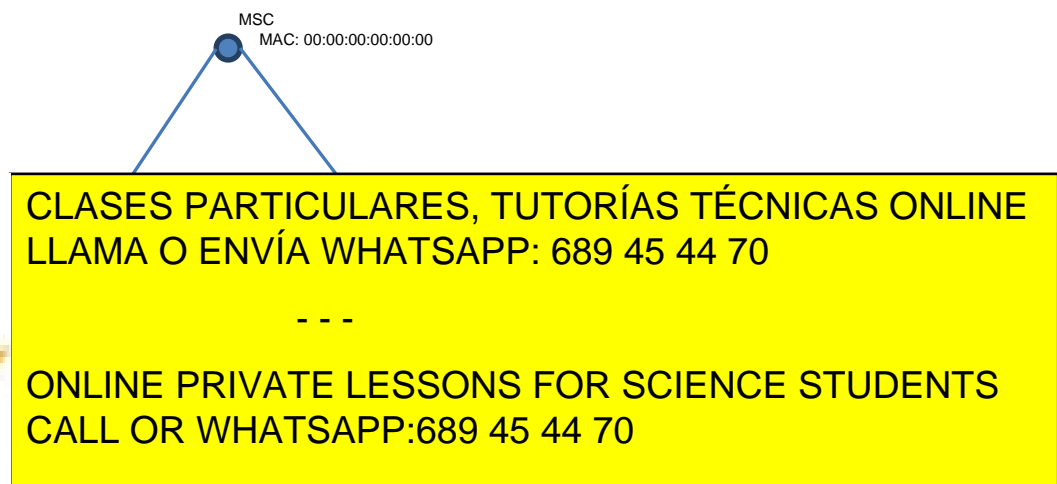 MSC
MAC: 00:00:00:00:00:00
CLASES PARTICULARES, TUTORÍAS TÉCNICAS ONLINE
LLAMA O ENVÍA WHATSAPP: 689 45 44 70
- - -
ONLINE PRIVATE LESSONS FOR SCIENCE STUDENTS
CALL OR WHATSAPP:689 45 44 70